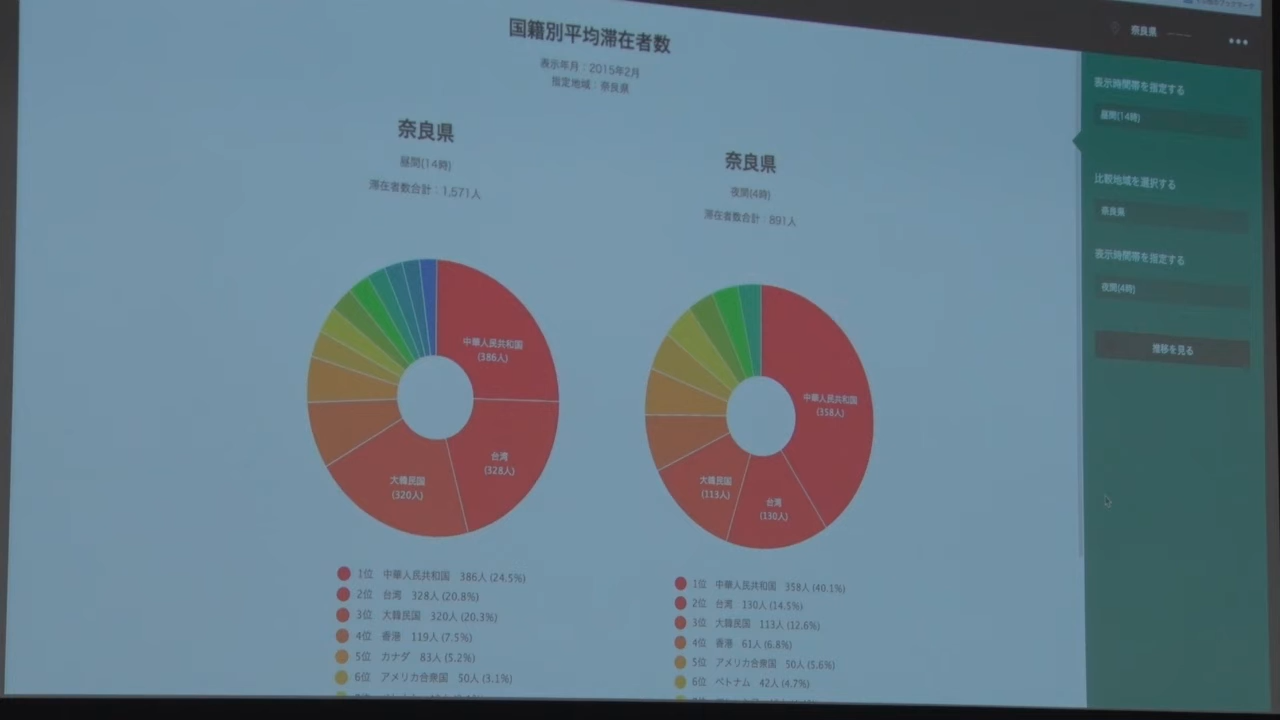 国籍別平均滞在者数
表示年月：2015年2月
指定地域：奈良県
奈良県
昼間(14時)
滞在者数合計：1,571人
中華人民共和国
(386人)
台湾
(328人)
大韓民国
(320人)
1位 中華人民共和国 386人 (24.5%)
2位 台湾 328人 (20.8%)
3位 大韓民国 320人 (20.3%)
4位 香港 119人 (7.5%)
5位 カナダ 83人 (5.2%)
6位 アメリカ合衆国 50人 (3.1%)
奈良県
夜間(4時)
滞在者数合計：891人
中華人民共和国
(358人)
大韓民国
(113人)
台湾
(130人)
1位 中華人民共和国 358人 (40.1%)
2位 台湾 130人 (14.5%)
3位 大韓民国 113人 (12.6%)
4位 香港 61人 (6.8%)
5位 アメリカ合衆国 50人 (5.6%)
6位 ベトナム 42人 (4.7%)
奈良県
表示時間帯を指定する
昼間(14時)
比較地域を選択する
奈良県
表示時間帯を指定する
夜間(4時)
推移を見る